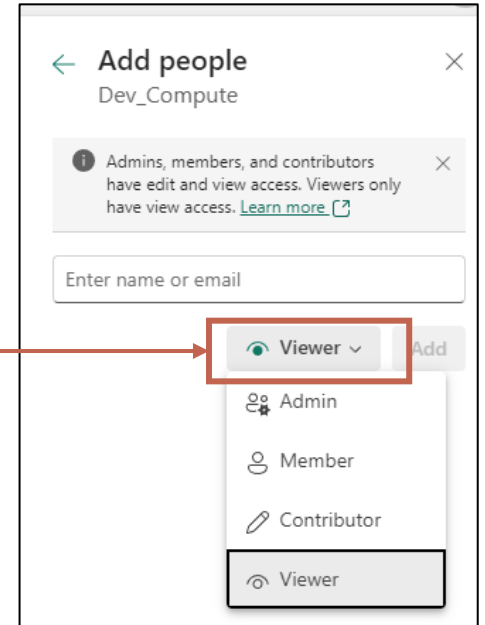 Add people
Dev_Compute
Admins, members, and contributors
have edit and view access. Viewers only
have view access. Learn more
Enter name or email
Viewer
Add
Admin
Member
Contributor
Viewer